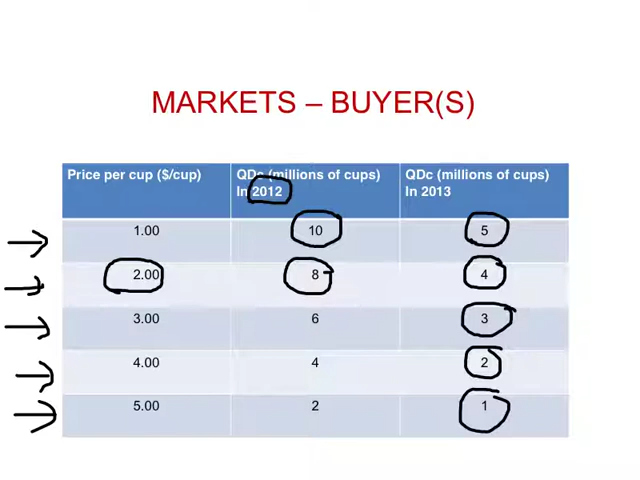 MARKETS – BUYER(S)
Price per cup ($/cup) QDc (millions of cups) QDc (millions of cups)
In 2012 In 2013
1.00 10 5
2.00 8 4
3.00 6 3
4.00 4 2
5.00 2 1